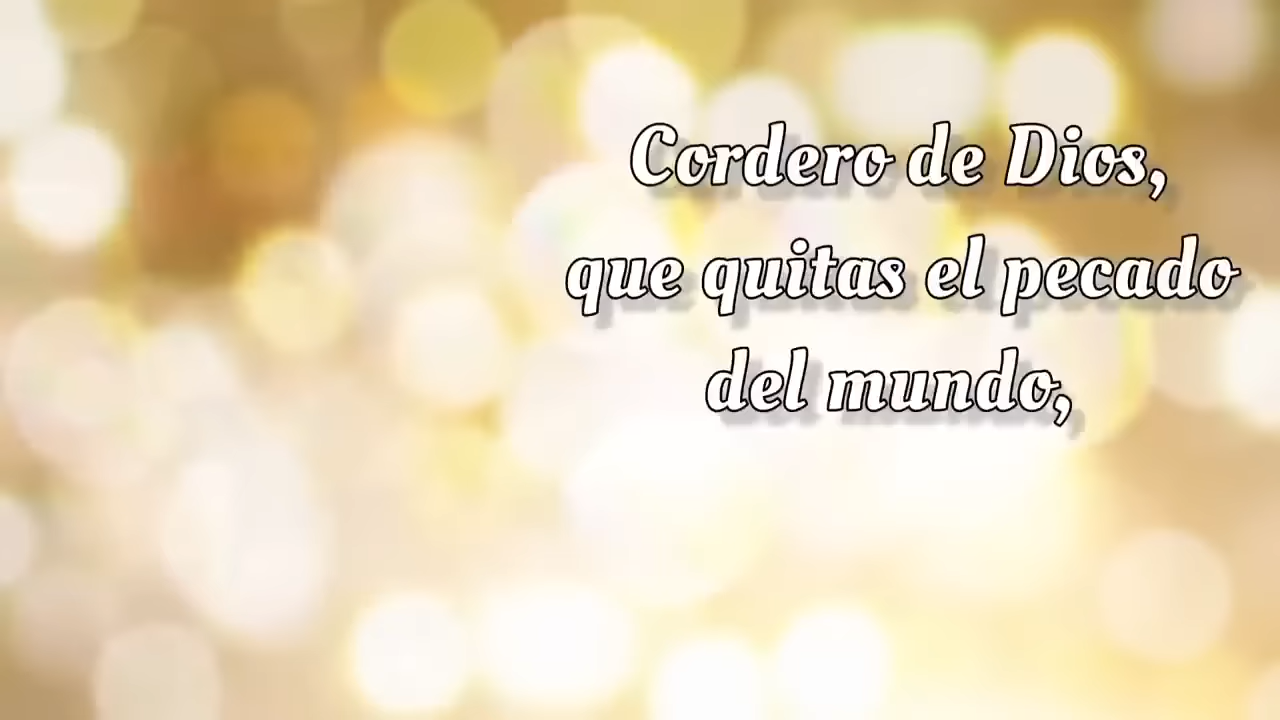 Cordero de Dios,
que quitas el pecado
del mundo,